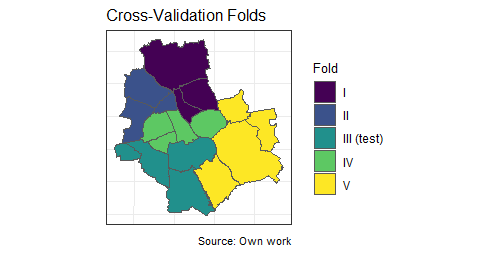 Cross-Validation Folds
Fold
I
II
III (test)
IV
V
Source: Own work